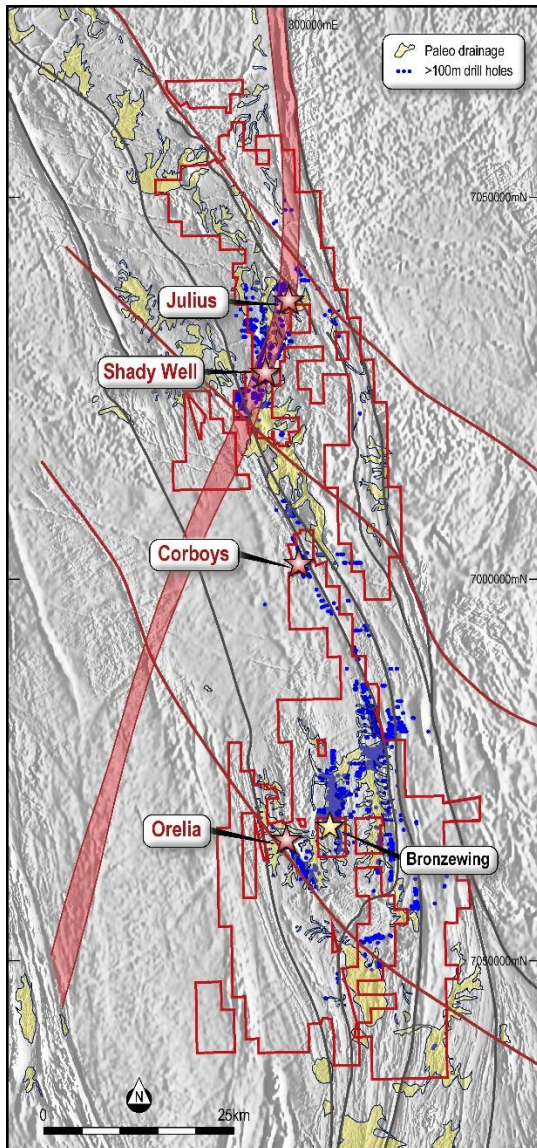 300000mE
Paleo drainage
>100m drill holes
7050000mN
Julius
Shady Well
Corboys
7000000mN
Orelia
Bronzewing
7050000mN
N
0
25km